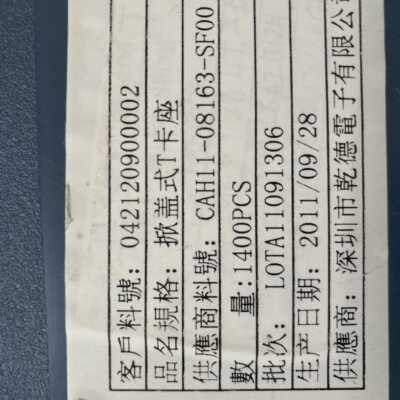 客戶料號：042120900002
品名規格：掀盖式T卡座
供應商料號：CAH11-08163-SF00
數 量：1400PCS
批次：LOTA11091306
生产日期：2011/09/28
供應商：深圳市乾德電子有限公